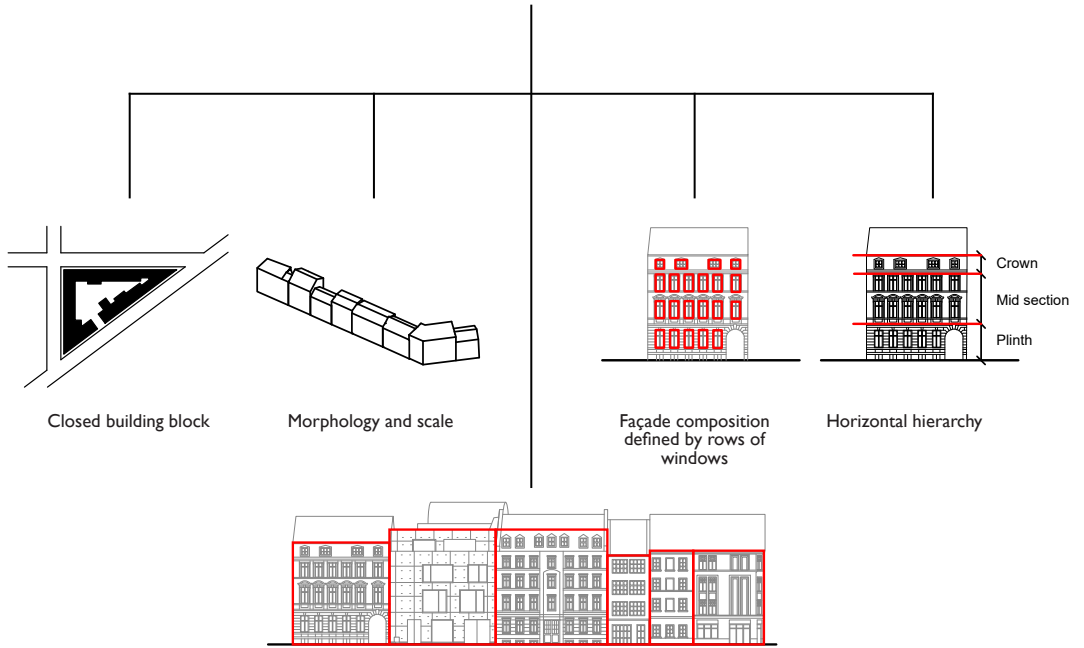 Crown
Mid section
Plinth
Closed building block
Morphology and scale
Façade composition
defined by rows of
windows
Horizontal hierarchy